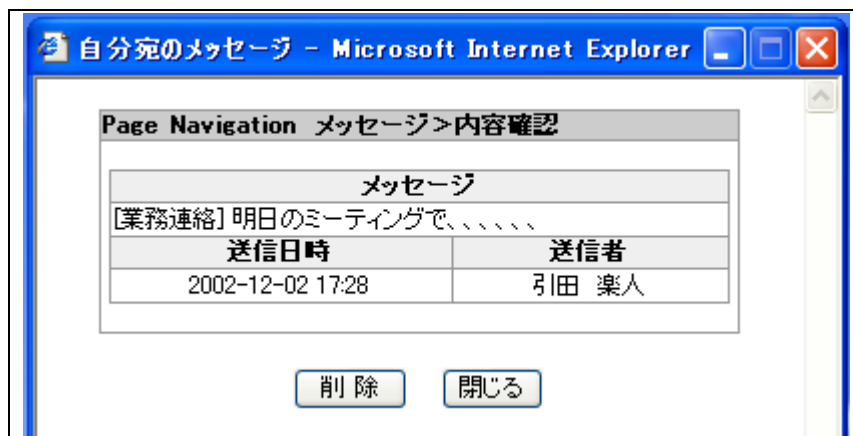 自分宛のメッセージ - Microsoft Internet Explorer
Page Navigation メッセージ>内容確認
メッセージ
[業務連絡] 明日のミーティングで、、、、、、
送信日時 送信者
2002-12-02 17:28 引田 楽人
削 除 閉じる